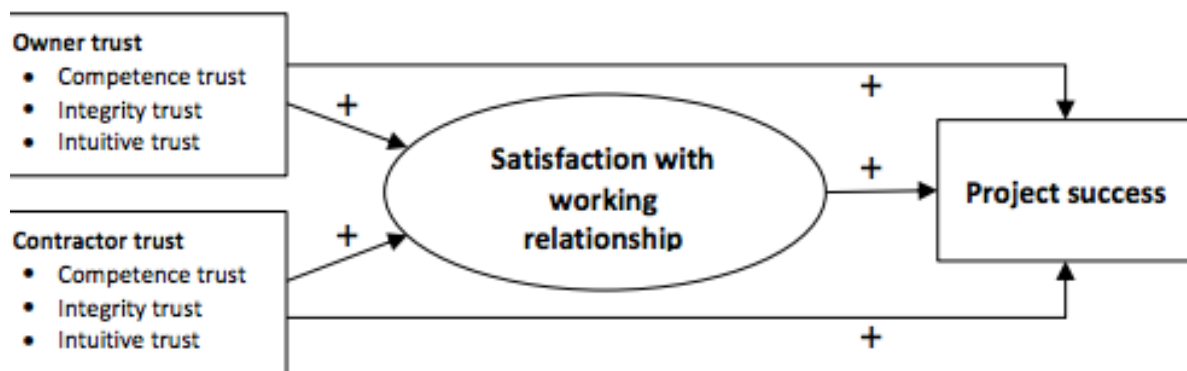 Owner trust
• Competence trust
• Integrity trust
• Intuitive trust
+
+
Satisfaction with
working
relationship
+
Project success
Contractor trust
• Competence trust
• Integrity trust
• Intuitive trust
+
+